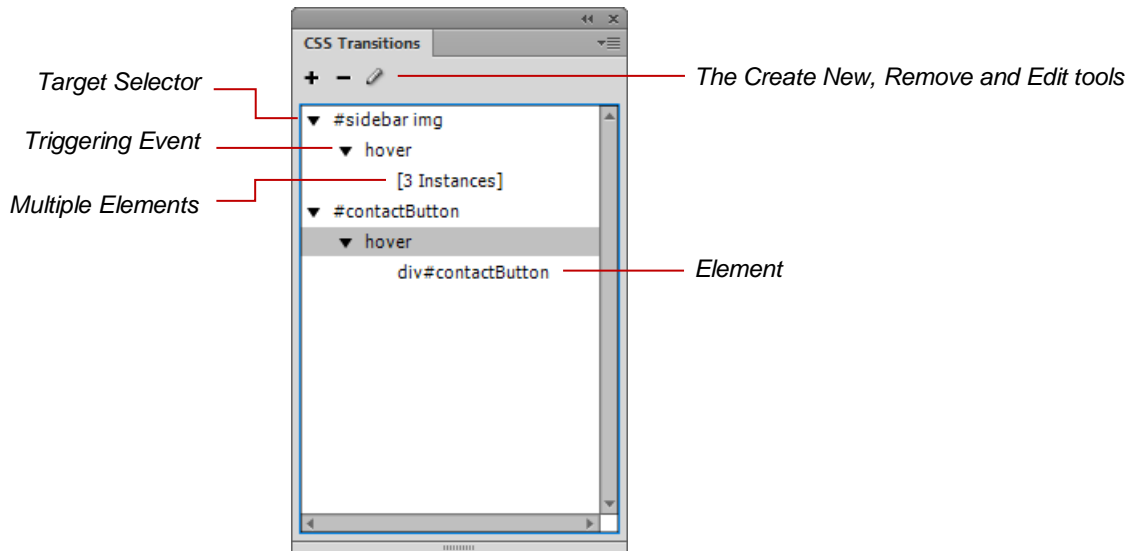 CSS Transitions
Target Selector
The Create New, Remove and Edit tools
#sidebar img
Triggering Event
hover
[3 Instances]
Multiple Elements
#contactButton
hover
div#contactButton
Element